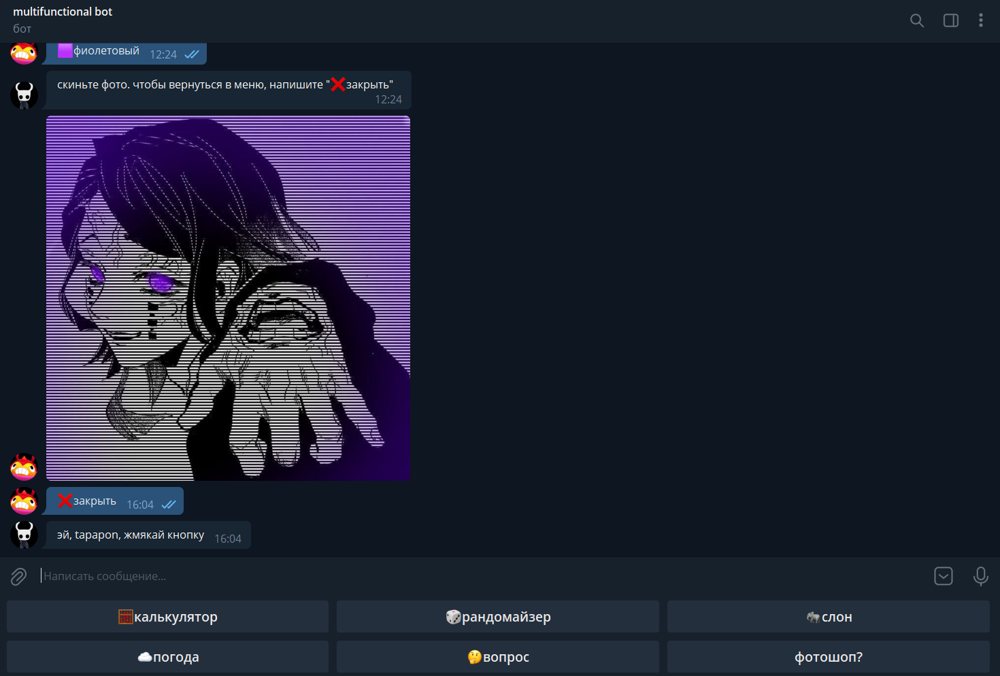 multifunctional bot
бот
фиолетовый 12:24
скиньте фото. чтобы вернуться в меню, напишите "❌закрыть"
12:24
❌закрыть 16:04
эй, tapapon, жмякай кнопку 16:04
Написать сообщение...
калькулятор
рандомайзер
слон
погода
вопрос
фотошоп?